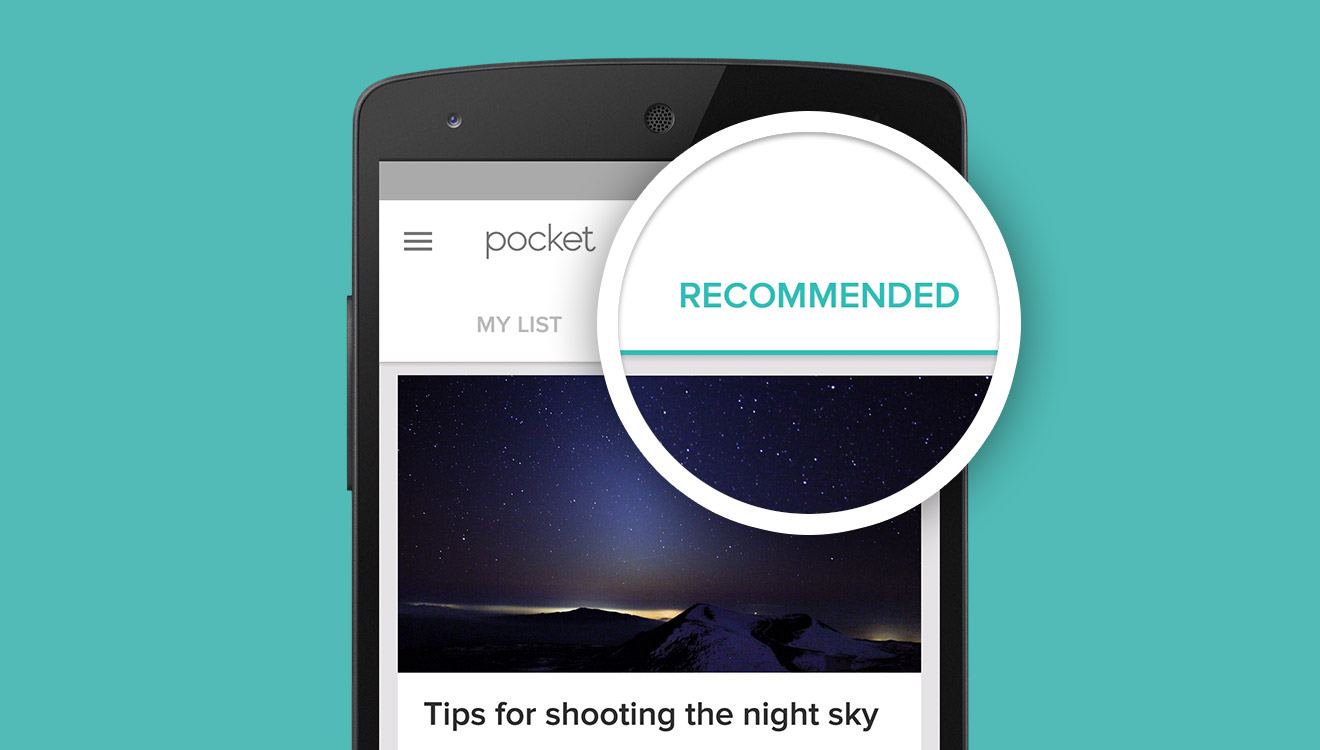 pocket
MY LIST
RECOMMENDED
Tips for shooting the night sky